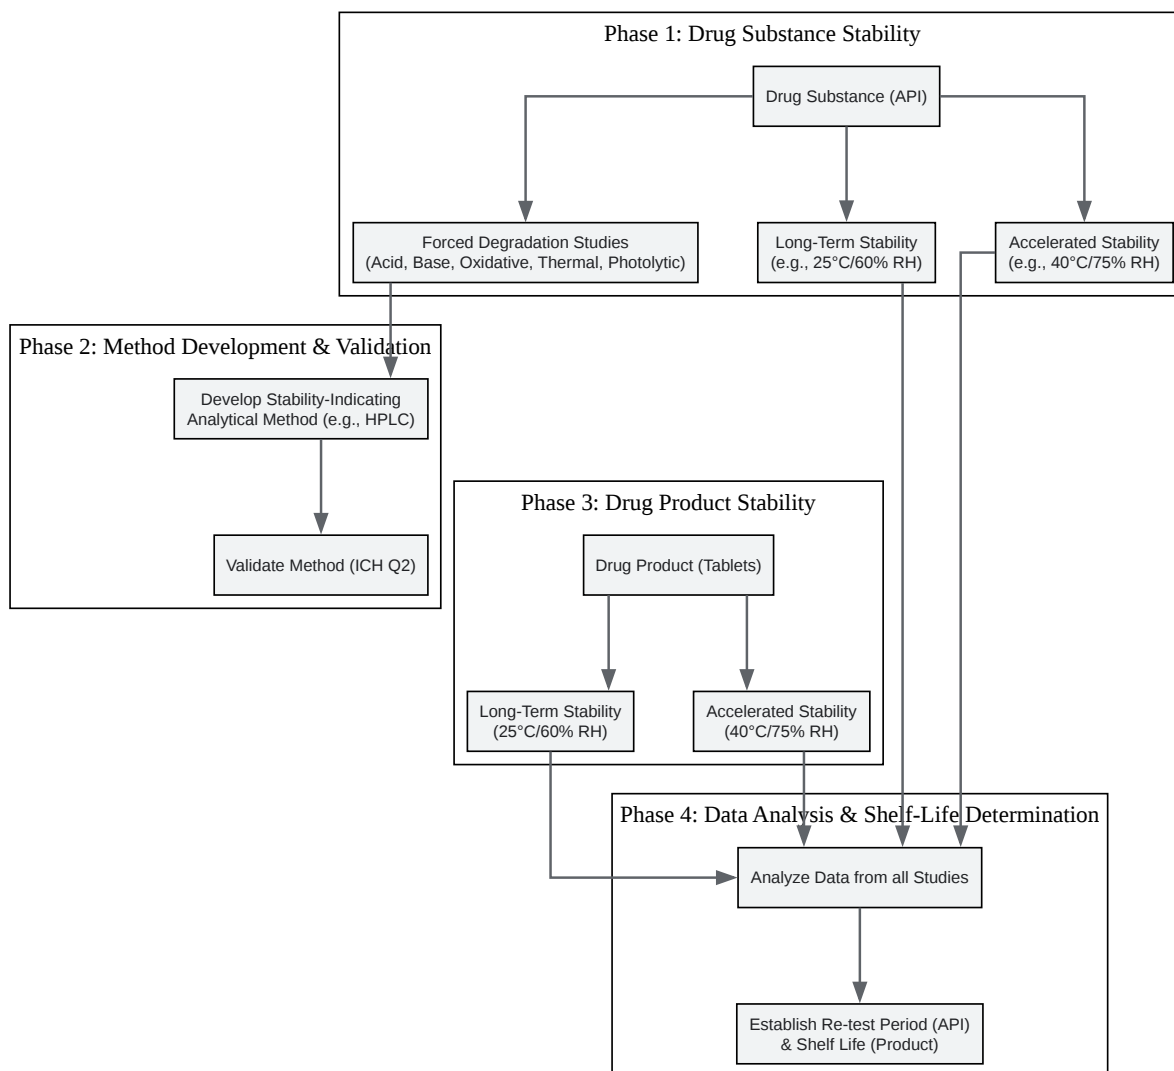 Phase 1: Drug Substance Stability
Drug Substance (API)
Forced Degradation Studies
(Acid, Base, Oxidative, Thermal, Photolytic)
Long-Term Stability
(e.g., 25°C/60% RH)
Accelerated Stability
(e.g., 40°C/75% RH)
Phase 2: Method Development & Validation
Develop Stability-Indicating
Analytical Method (e.g., HPLC)
Validate Method (ICH Q2)
Phase 3: Drug Product Stability
Drug Product (Tablets)
Long-Term Stability
(25°C/60% RH)
Accelerated Stability
(40°C/75% RH)
Phase 4: Data Analysis & Shelf-Life Determination
Analyze Data from all Studies
Establish Re-test Period (API)
& Shelf Life (Product)